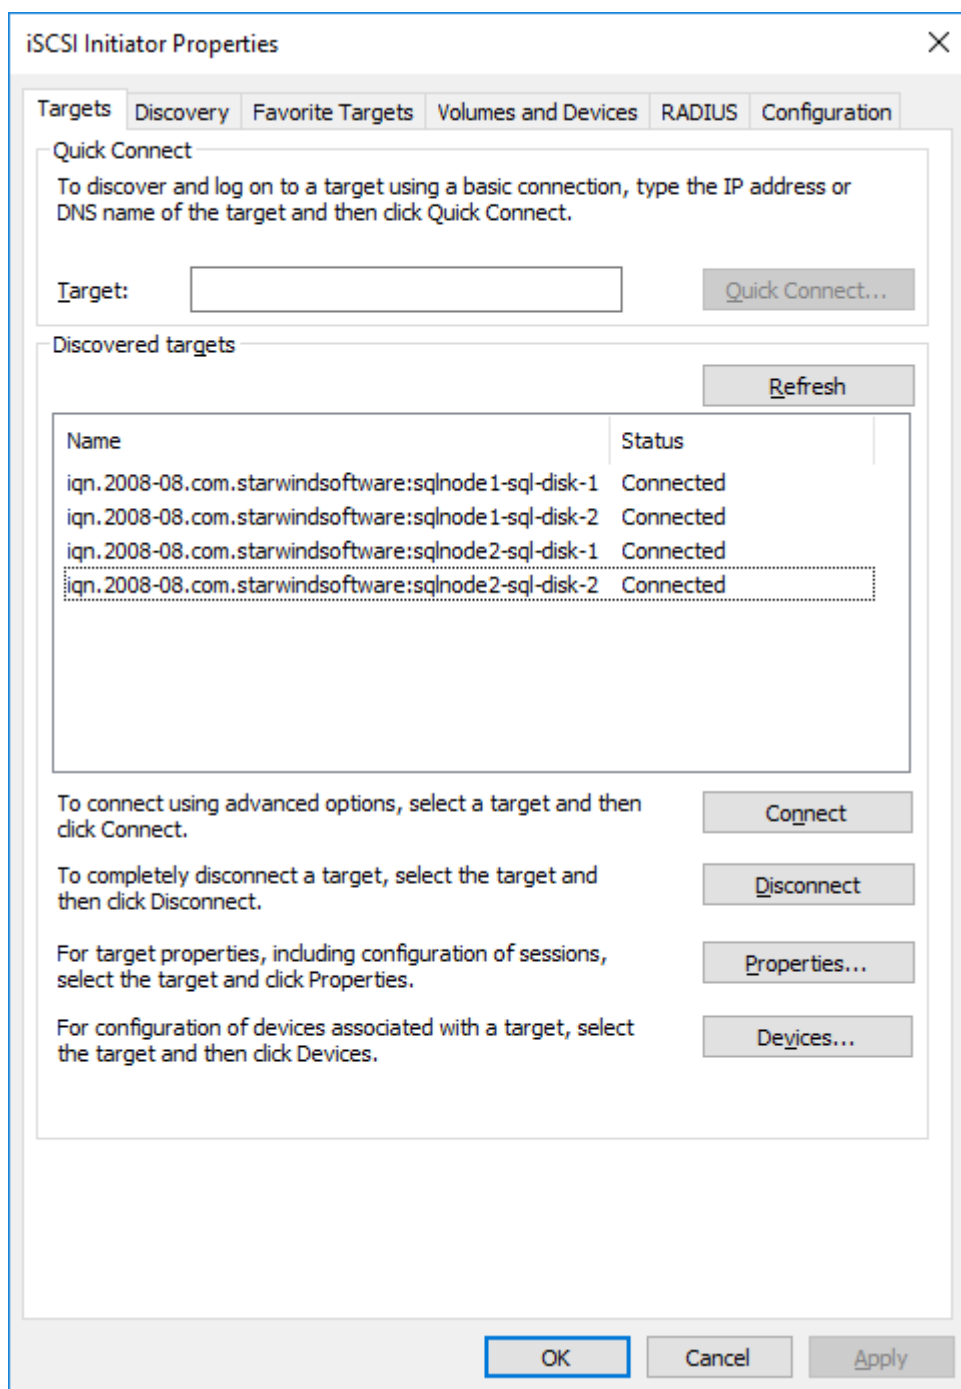 iSCSI Initiator Properties
Targets Discovery Favorite Targets Volumes and Devices RADIUS Configuration
Quick Connect
To discover and log on to a target using a basic connection, type the IP address or
DNS name of the target and then click Quick Connect.
Target: Quick Connect...
Discovered targets
Refresh
Name Status
iqn.2008-08.com.starwindsoftware:sqlnode1-sql-disk-1 Connected
iqn.2008-08.com.starwindsoftware:sqlnode1-sql-disk-2 Connected
iqn.2008-08.com.starwindsoftware:sqlnode2-sql-disk-1 Connected
iqn.2008-08.com.starwindsoftware:sqlnode2-sql-disk-2 Connected
To connect using advanced options, select a target and then
click Connect.
Connect
To completely disconnect a target, select the target and
then click Disconnect.
Disconnect
For target properties, including configuration of sessions,
select the target and click Properties.
Properties...
For configuration of devices associated with a target, select
the target and then click Devices.
Devices...
OK Cancel Apply